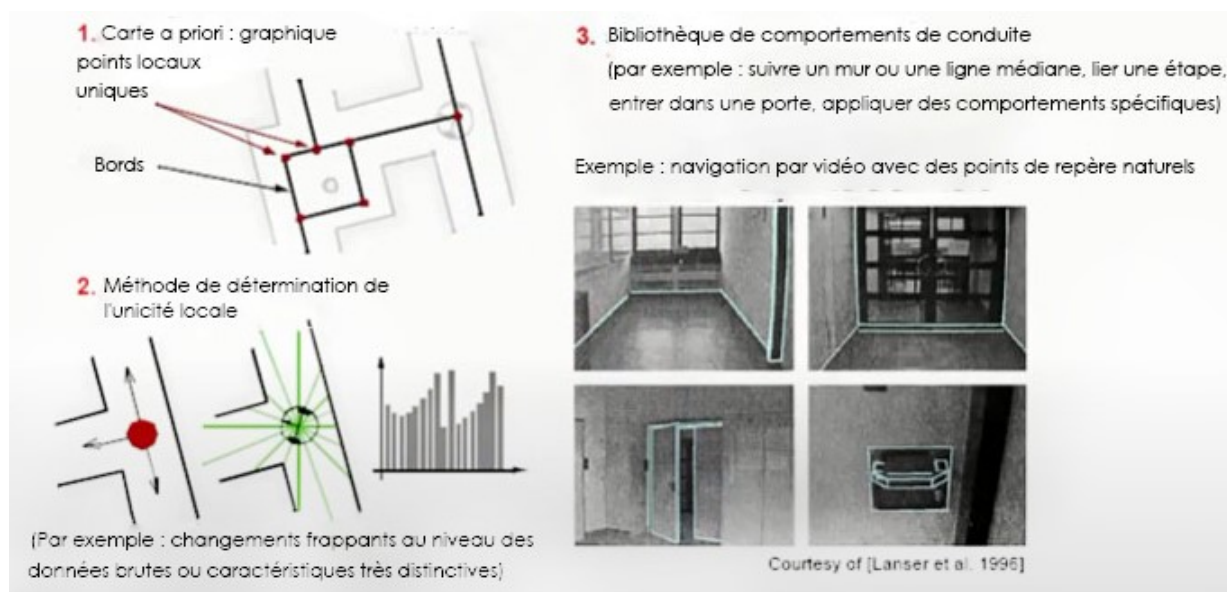 1. Carte a priori : graphique
points locaux
uniques
Bords
2. Méthode de détermination de
l'unicité locale
(Par exemple : changements frappants au niveau des
données brutes ou caractéristiques très distinctives)
3. Bibliothèque de comportements de conduite
(par exemple : suivre un mur ou une ligne médiane, lier une étape,
entrer dans une porte, appliquer des comportements spécifiques)
Exemple : navigation par vidéo avec des points de repère naturels
Courtesy of [Lanser et al. 1996]